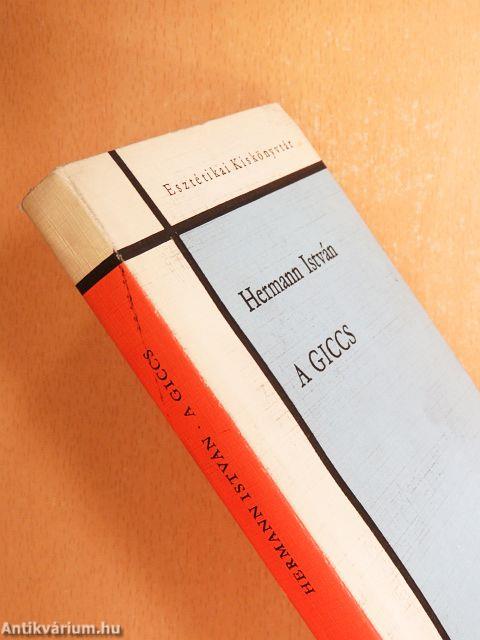 Esztétikai Kiskönyvtár
Hermann István
A GICCS
HERMANN ISTVÁN · A GICCS
Antikvárium.hu